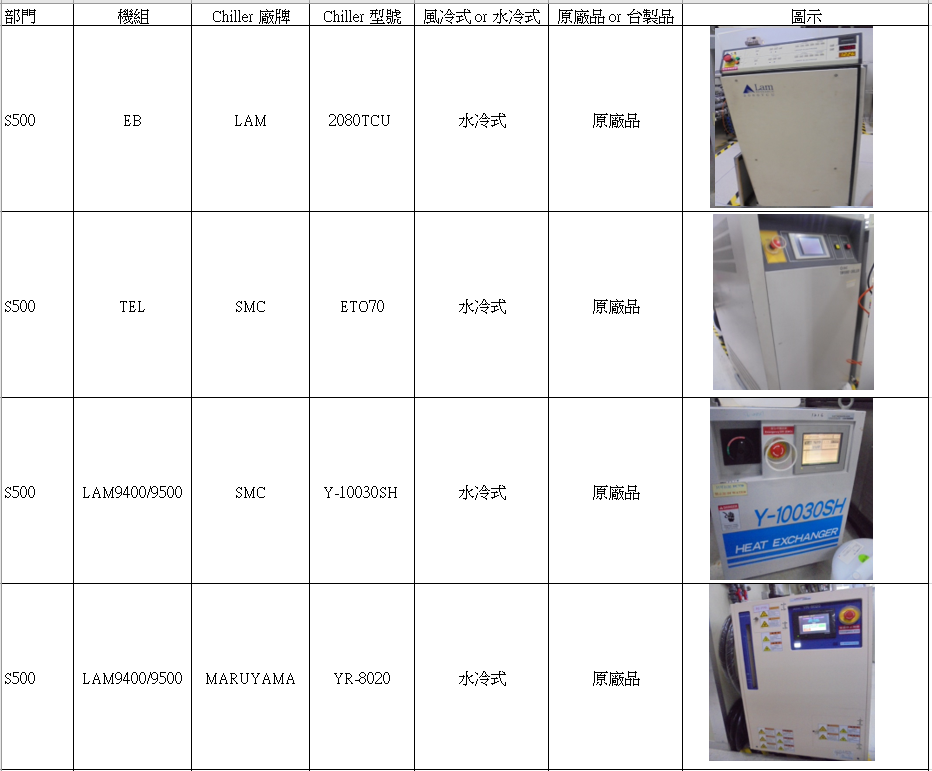 部門 機組 Chiller 廠牌 Chiller 型號 風冷式 or 水冷式 原廠品 or 台製品 圖示
S500 EB LAM 2080TCU 水冷式 原廠品
Lam
S500 TEL SMC ETO70 水冷式 原廠品
S500 LAM9400/9500 SMC Y-10030SH 水冷式 原廠品
Y-10030SH
HEAT EXCHANGER
S500 LAM9400/9500 MARUYAMA YR-8020 水冷式 原廠品